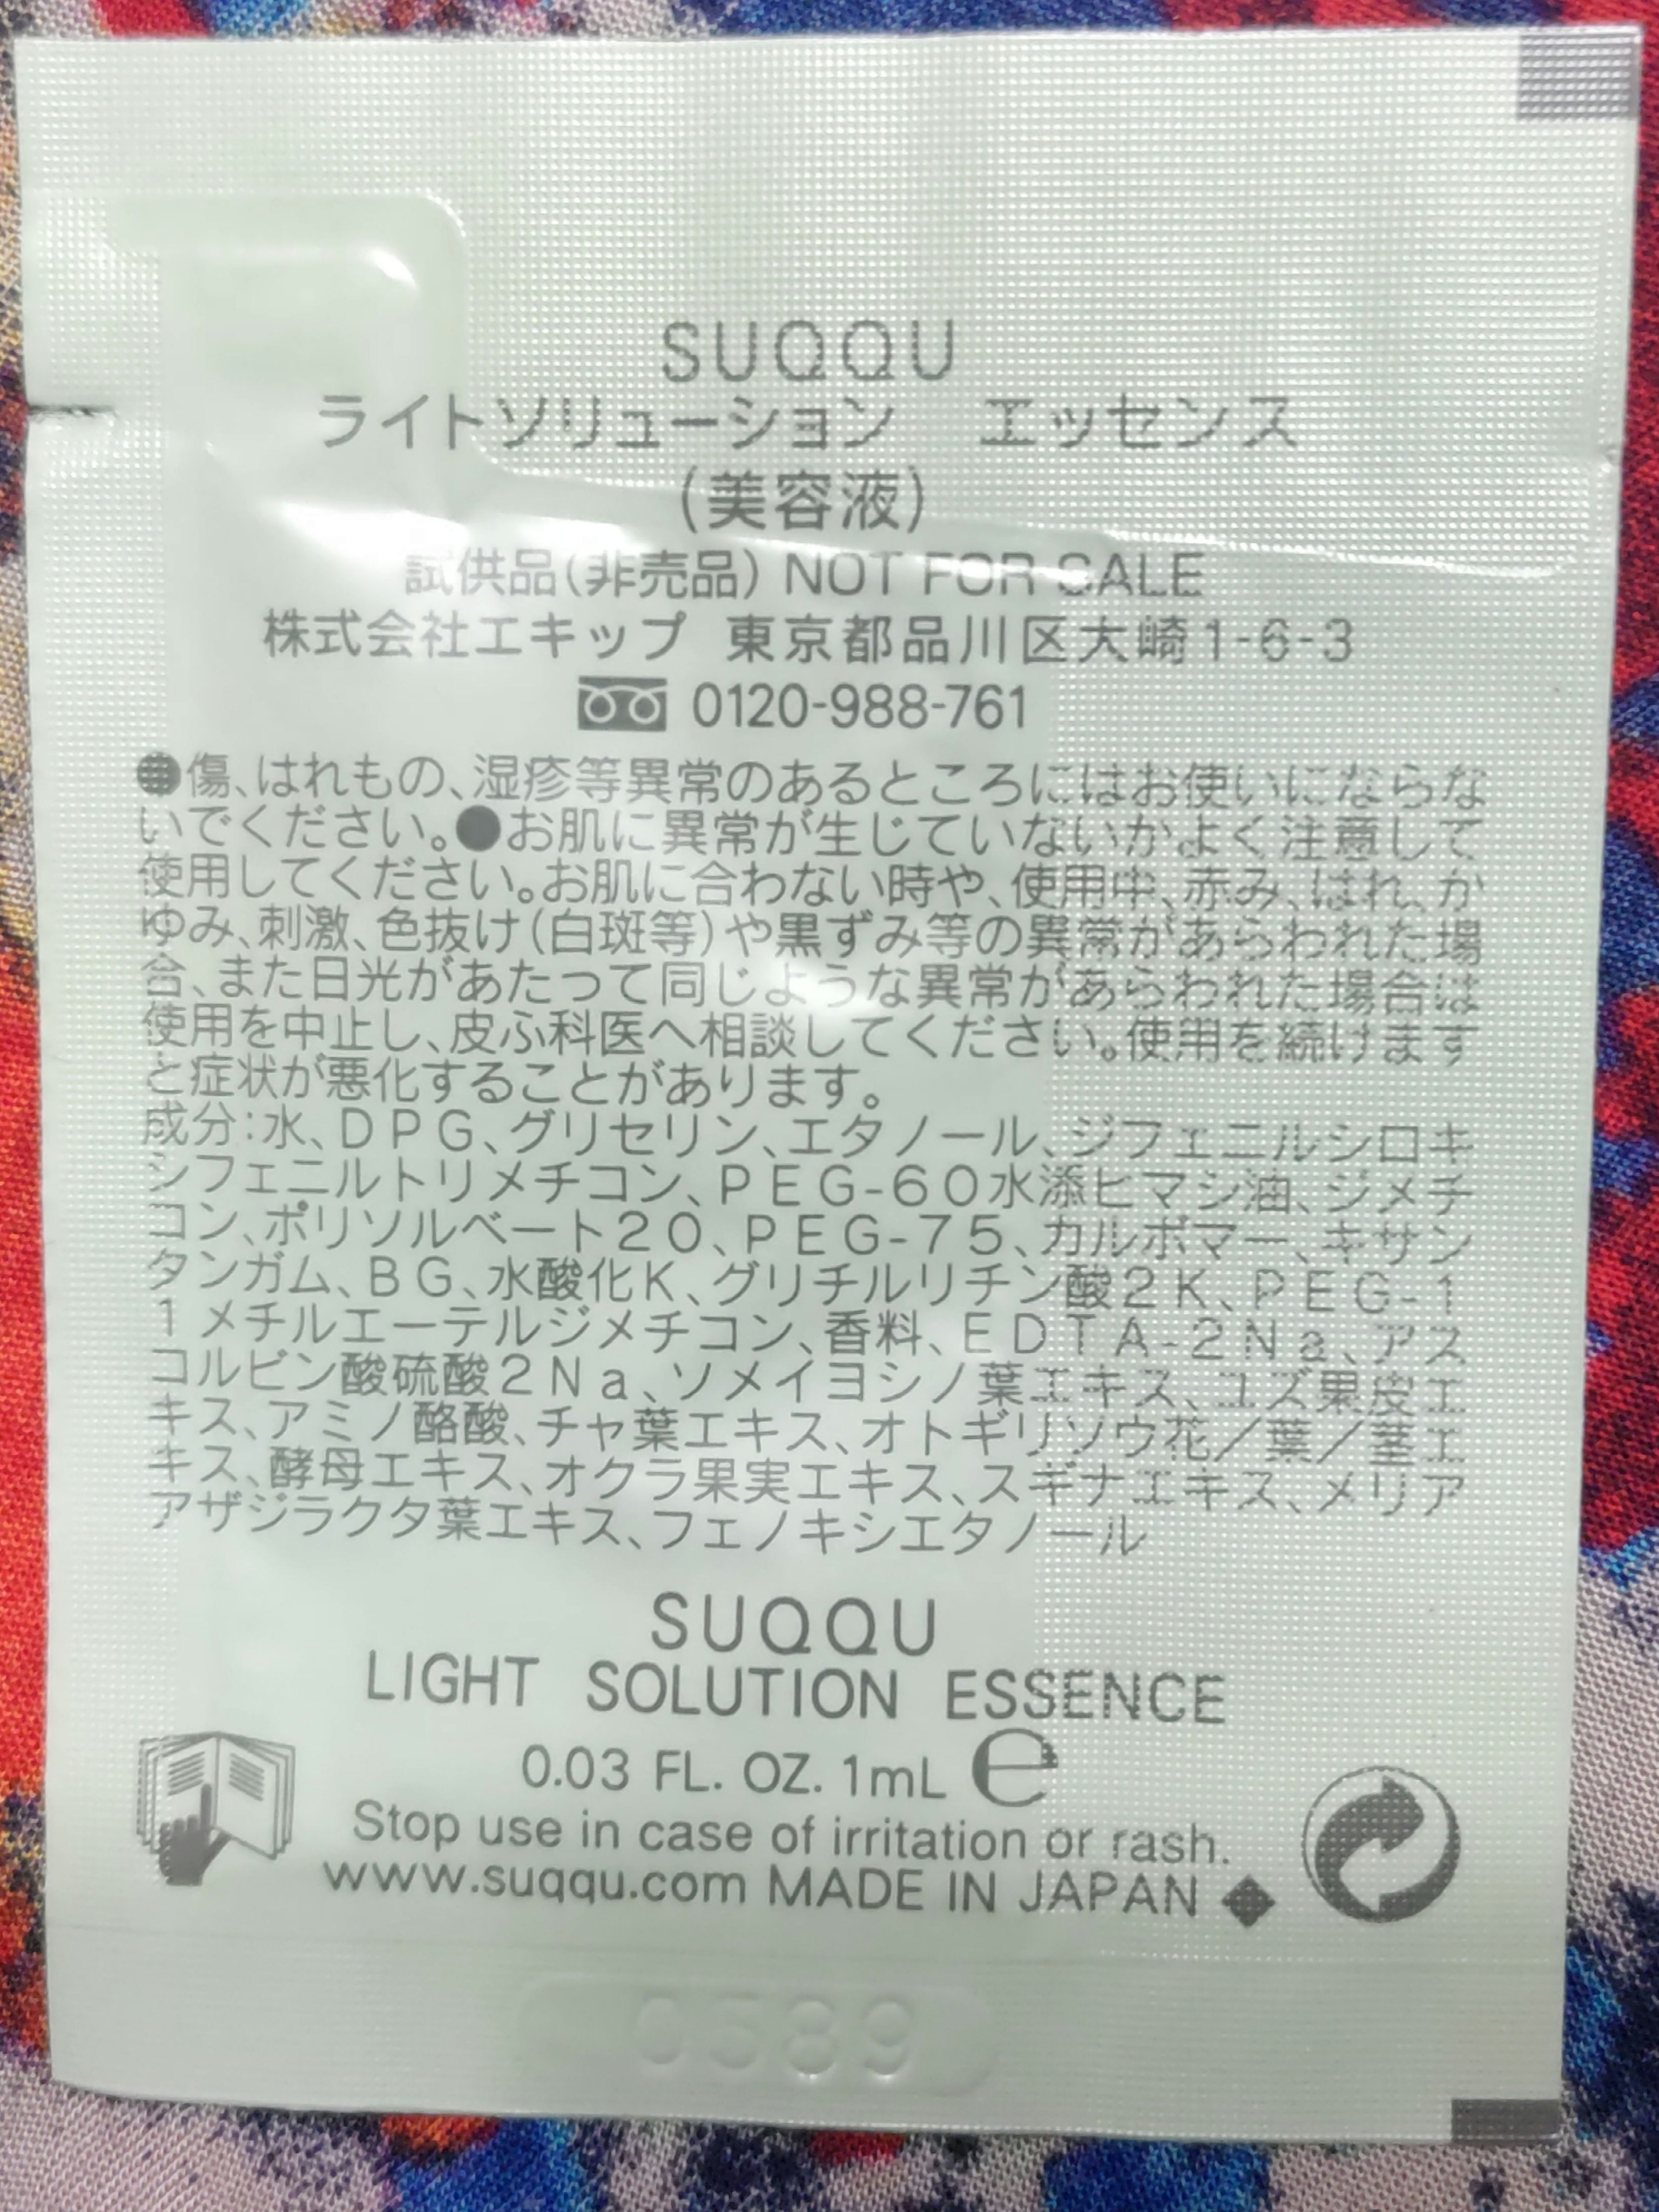 SUQQU
ライトソリューション　エッセンス
(美容液)
試供品(非売品) NOT FOR SALE
株式会社エキップ 東京都品川区大崎1-6-3
0120-988-761
●傷、はれもの、湿疹等異常のあるところにはお使いにならな
いでください。●お肌に異常が生じていないかよく注意して
使用してください。お肌に合わない時や、使用中、赤み、はれ、か
ゆみ、刺激、色抜け(白斑等)や黒ずみ等の異常があらわれた場
合、また日光があたって同じような異常があらわれた場合は
使用を中止し、皮ふ科医へ相談してください。使用を続けます
と症状が悪化することがあります。
成分:水、DPG、グリセリン、エタノール、ジフェニルシロキ
シフェニルトリメチコン、PEG-60水添ヒマシ油、ジメチ
コン、ポリソルベート20、PEG-75、カルボマー、キサン
タンガム、BG、水酸化K、グリチルリチン酸2K、PEG-1
1メチルエーテルジメチコン、香料、EDTA-2Na、アス
コルビン酸硫酸2Na、ソメイヨシノ葉エキス、ユズ果皮エ
キス、アミノ酪酸、チャ葉エキス、オトギリソウ花/葉/茎エ
キス、酵母エキス、オクラ果実エキス、スギナエキス、メリア
アザジラクタ葉エキス、フェノキシエタノール
SUQQU
LIGHT SOLUTION ESSENCE
0.03 FL. OZ. 1mL ℮
Stop use in case of irritation or rash.
www.suqqu.com MADE IN JAPAN ◆
0589